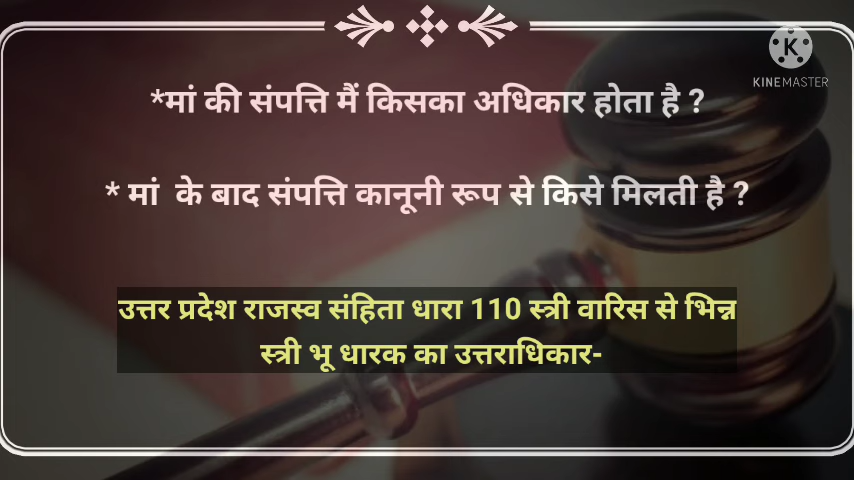 KINEMASTER
*मां की संपत्ति मैं किसका अधिकार होता है ?
* मां के बाद संपत्ति कानूनी रूप से किसे मिलती है ?
उत्तर प्रदेश राजस्व संहिता धारा 110 स्त्री वारिस से भिन्न
स्त्री भू धारक का उत्तराधिकार-